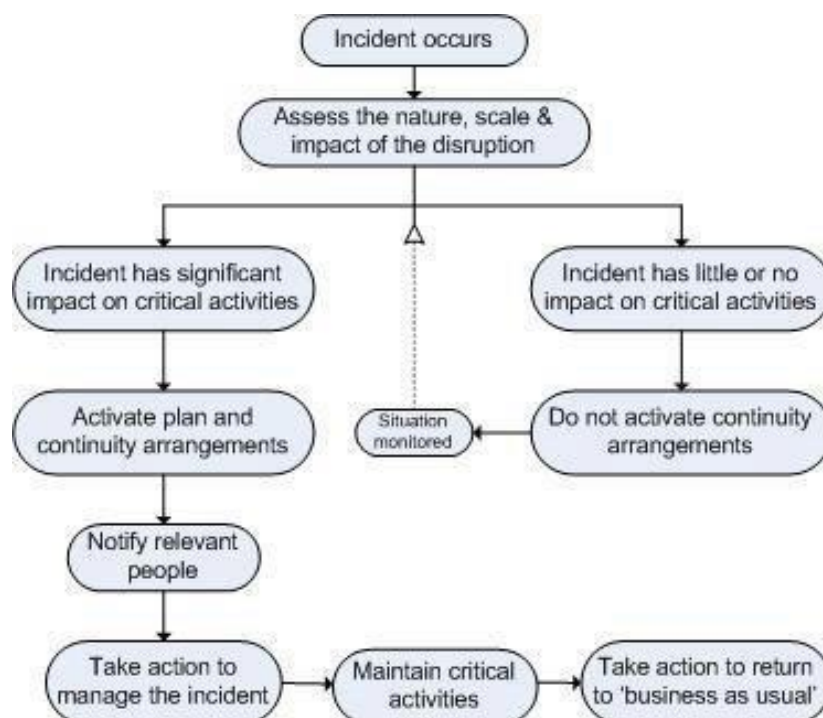 Incident occurs
Assess the nature, scale &
impact of the disruption
Incident has significant
impact on critical activities
Incident has little or no
impact on critical activities
Activate plan and
continuity arrangements
Situation
monitored
Do not activate continuity
arrangements
Notify relevant
people
Take action to
manage the incident
Maintain critical
activities
Take action to return
to 'business as usual'